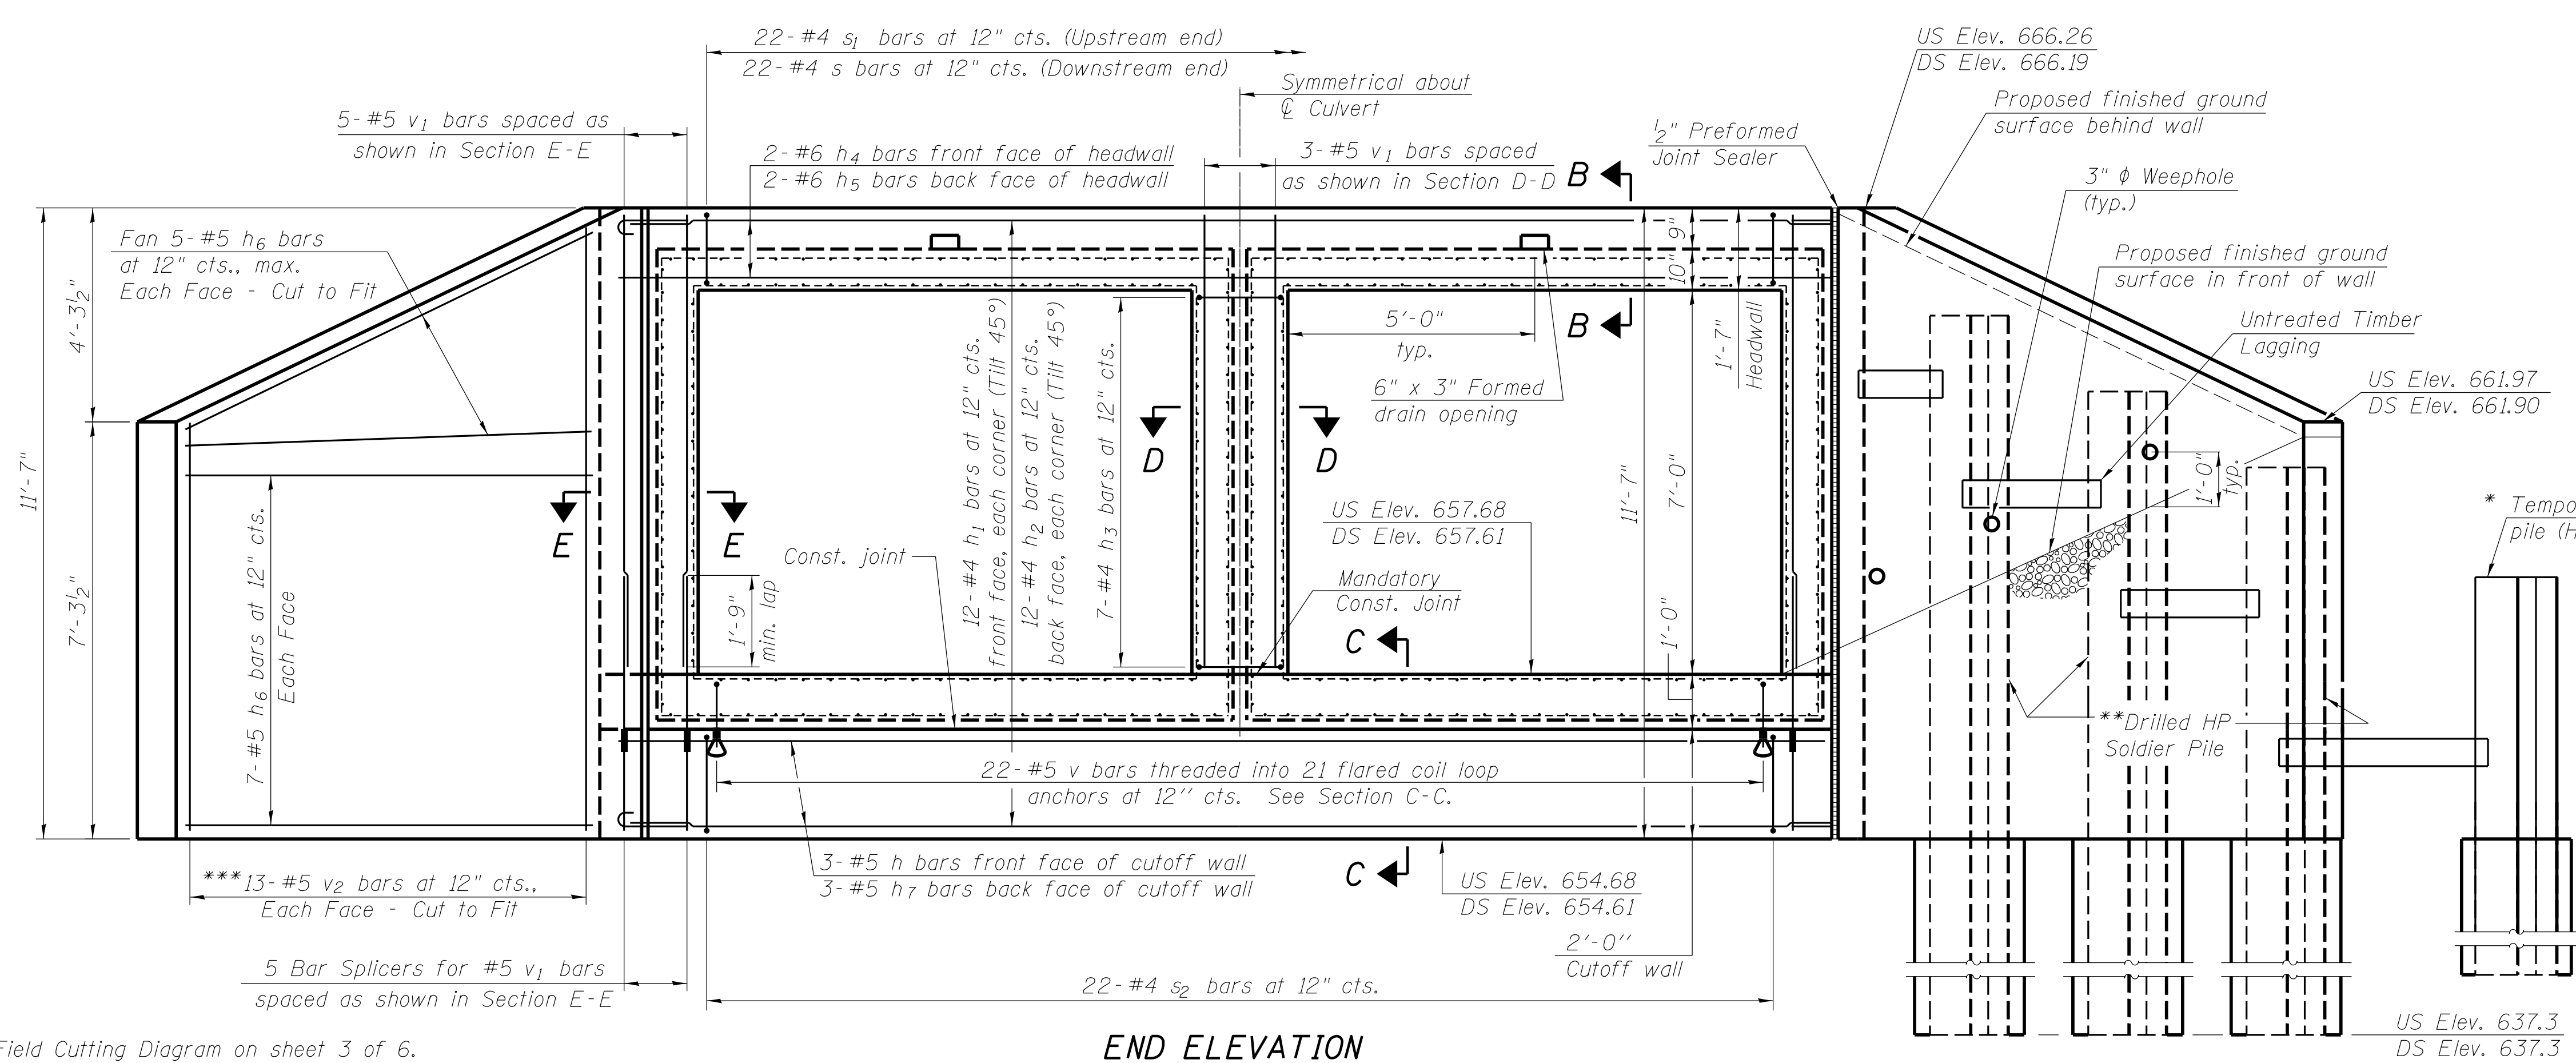 22-#4 s1 bars at 12" cts. (Upstream end)
22-#4 s bars at 12" cts. (Downstream end)
Symmetrical about
℄ Culvert
US Elev. 666.26
DS Elev. 666.19
Proposed finished ground
surface behind wall
5-#5 v1 bars spaced as
shown in Section E-E
2-#6 h4 bars front face of headwall
2-#6 h5 bars back face of headwall
3-#5 v1 bars spaced
as shown in Section D-D
B
1/2" Preformed
Joint Sealer
3" ϕ Weephole
(typ.)
Fan 5-#5 h6 bars
at 12" cts., max.
Each Face - Cut to Fit
Proposed finished ground
surface in front of wall
9"
10"
1'-7"
Headwall
B
5'-0"
typ.
6" x 3" Formed
drain opening
Untreated Timber
Lagging
US Elev. 661.97
DS Elev. 661.90
4'-3 1/2"
11'-7"
7'-3 1/2"
12-#4 h1 bars at 12" cts.
front face, each corner (Tilt 45°)
12-#4 h2 bars at 12" cts.
back face, each corner (Tilt 45°)
7-#4 h3 bars at 12" cts.
D
D
11'-7"
7'-0"
1'-0"
typ.
* Tempo
pile (H
7-#5 h6 bars at 12" cts.
Each Face
E
E
Const. joint
1'-9"
min. lap
US Elev. 657.68
DS Elev. 657.61
Mandatory
Const. Joint
1'-0"
C
**Drilled HP
Soldier Pile
22-#5 v bars threaded into 21 flared coil loop
anchors at 12" cts. See Section C-C.
3-#5 h bars front face of cutoff wall
3-#5 h7 bars back face of cutoff wall
C
US Elev. 654.68
DS Elev. 654.61
***13-#5 v2 bars at 12" cts.,
Each Face - Cut to Fit
2'-0"
Cutoff wall
5 Bar Splicers for #5 v1 bars
spaced as shown in Section E-E
22-#4 s2 bars at 12" cts.
US Elev. 637.3
DS Elev. 637.3
Field Cutting Diagram on sheet 3 of 6.
END ELEVATION